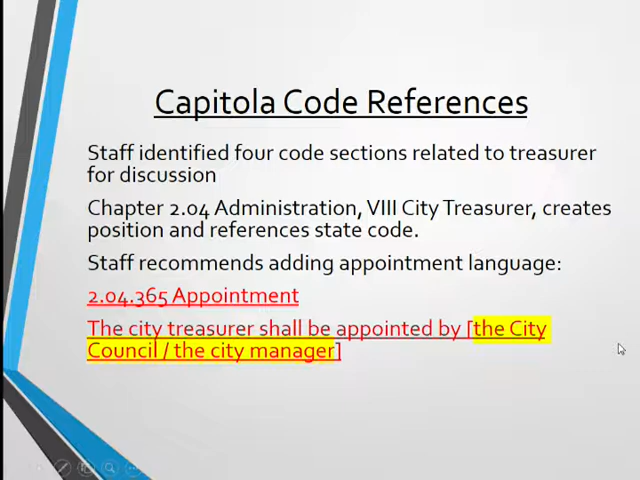 Capitola Code References
Staff identified four code sections related to treasurer
for discussion
Chapter 2.04 Administration, VIII City Treasurer, creates
position and references state code.
Staff recommends adding appointment language:
2.04.365 Appointment
The city treasurer shall be appointed by [the City
Council / the city manager]